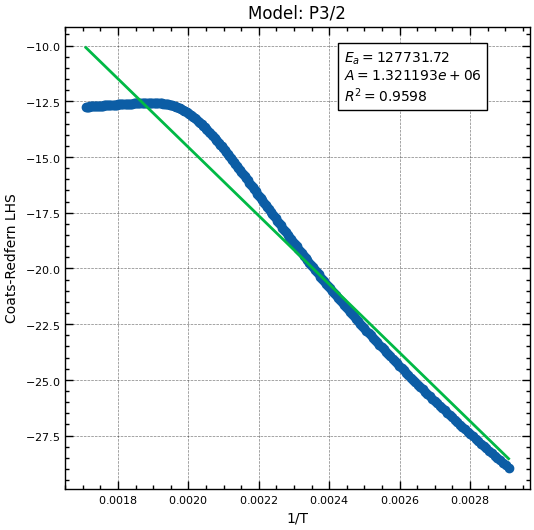 Model: P3/2
E_a = 127731.72
A = 1.321193e + 06
R² = 0.9598
Coats-Redfern LHS
−10.0
−12.5
−15.0
−17.5
−20.0
−22.5
−25.0
−27.5
0.0018 0.0020 0.0022 0.0024 0.0026 0.0028
1/T